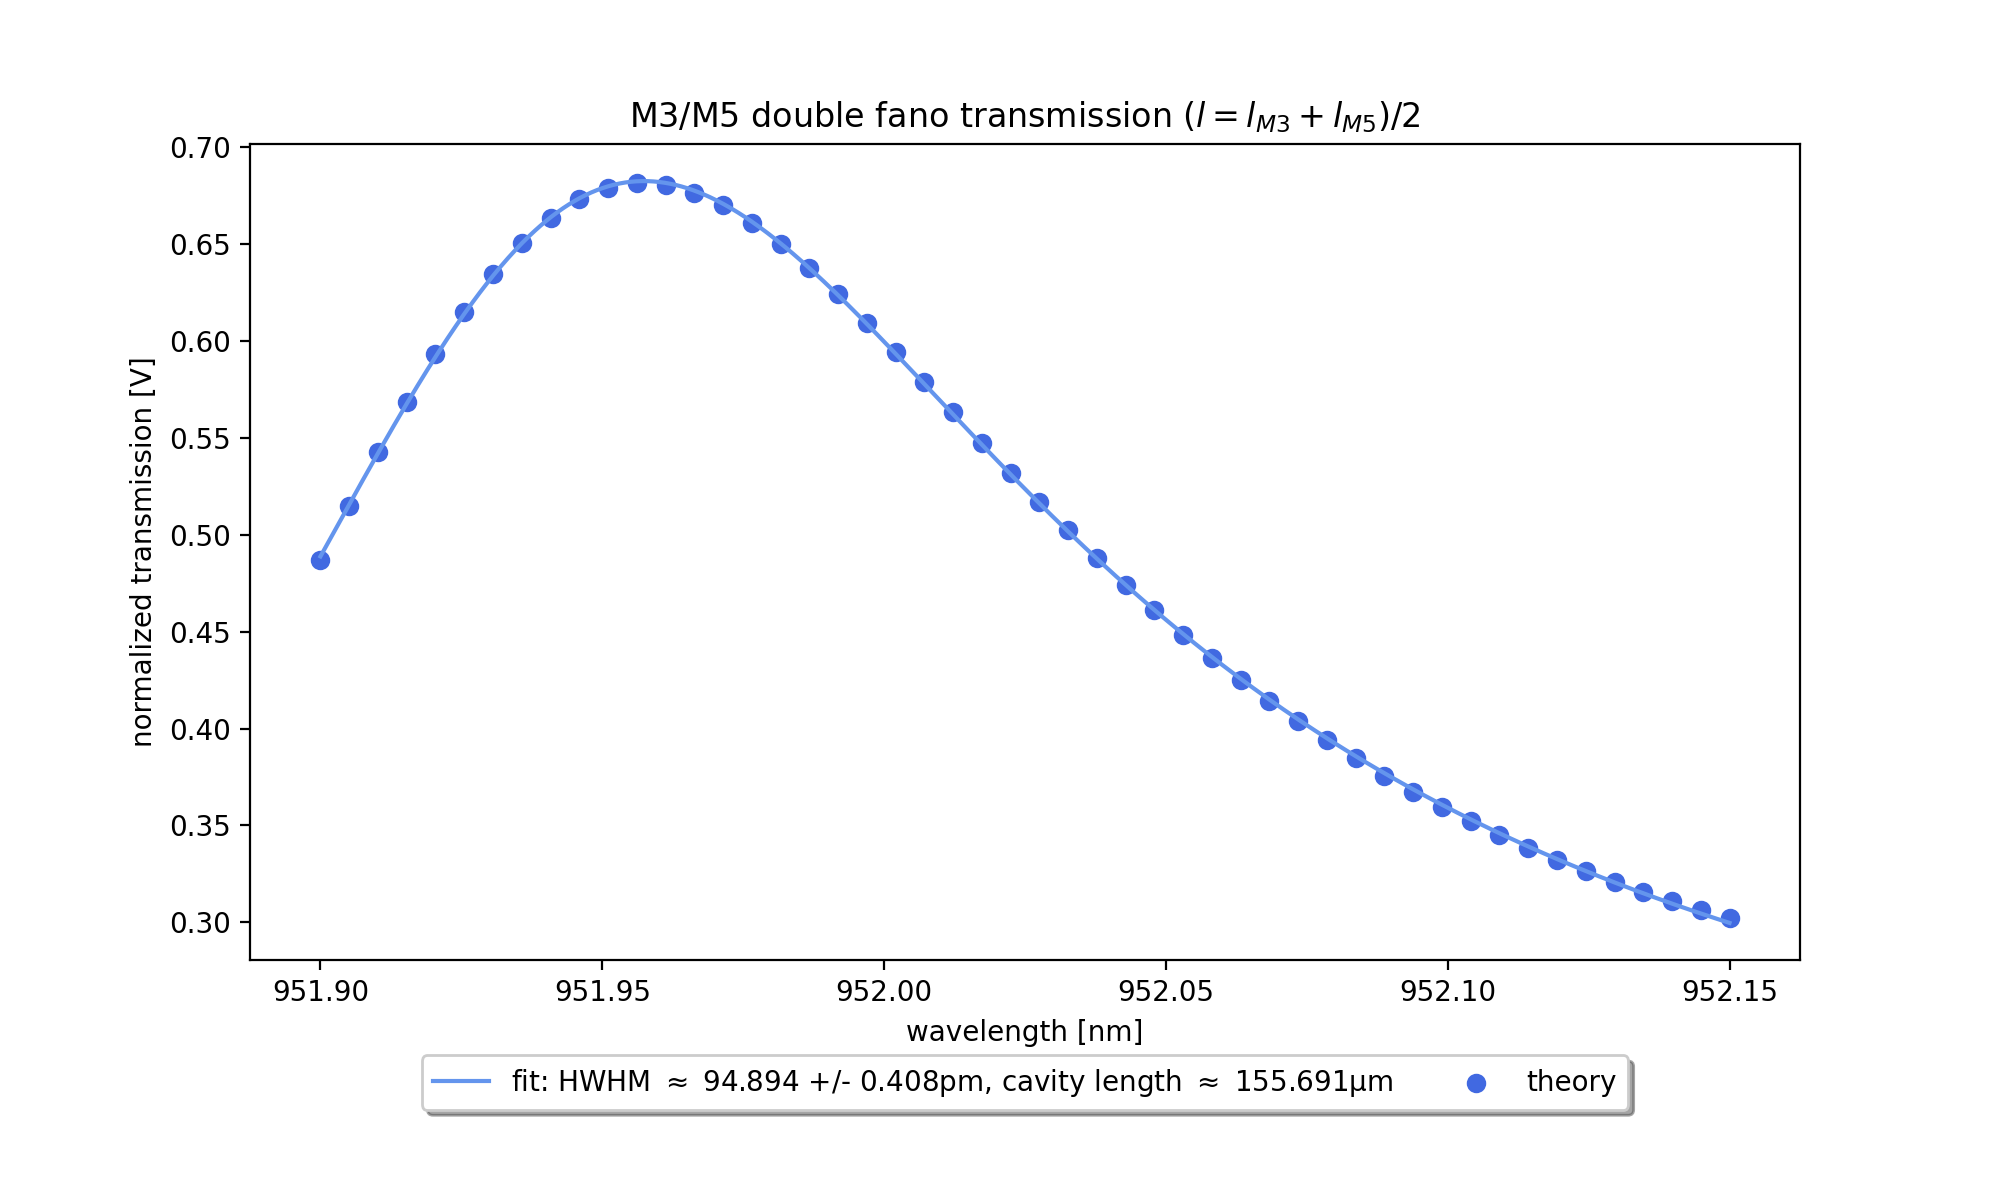 M3/M5 double fano transmission (l = l_M3 + l_M5)/2
0.70
0.65
0.60
0.55
0.50
0.45
0.40
0.35
0.30
normalized transmission [V]
951.90 951.95 952.00 952.05 952.10 952.15
wavelength [nm]
fit: HWHM ≈ 94.894 +/- 0.408pm, cavity length ≈ 155.691μm theory